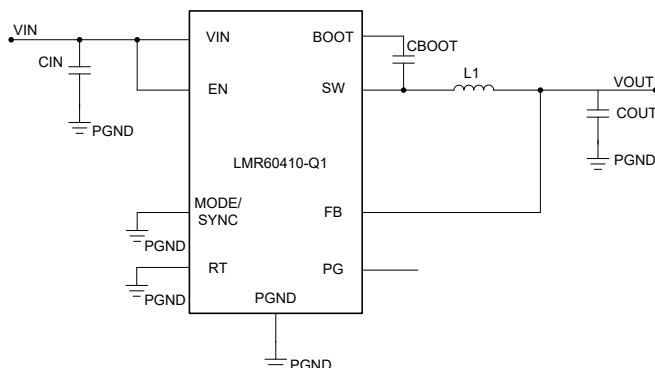 VIN
CIN
PGND
VIN
EN
MODE/
SYNC
PGND
RT
PGND
LMR60410-Q1
BOOT
SW
FB
PG
PGND
PGND
CBOOT
L1
VOUT
COUT
PGND